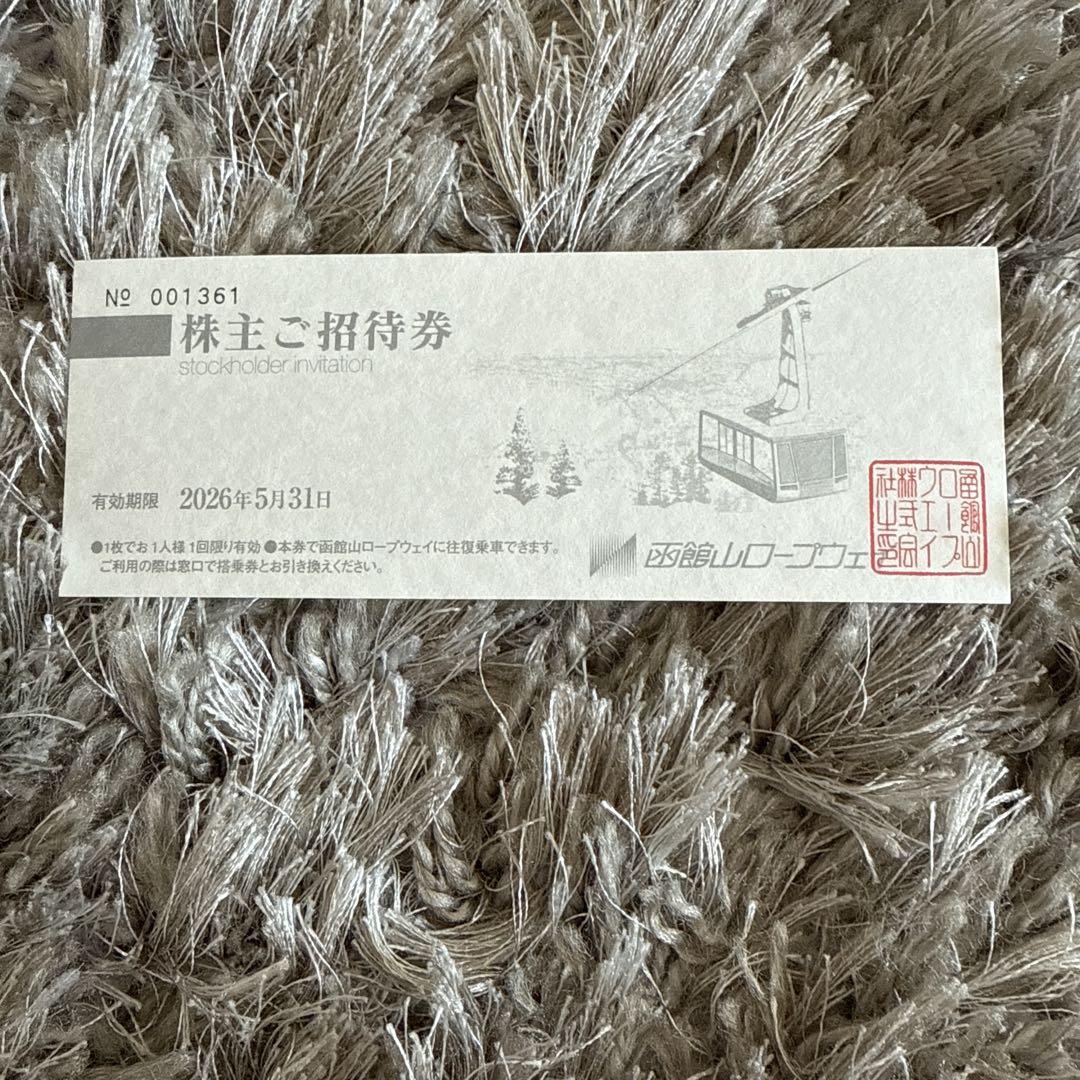 № 001361
株主ご招待券
stockholder invitation
有効期限 2026年5月31日
●1枚でお1人様1回限り有効 ●本券で函館山ロープウェイに往復乗車できます。
ご利用の際は窓口で搭乗券とお引き換えください。
函館山ロープウェ
函館山
ロープ
ウエイ
株式会
社之印